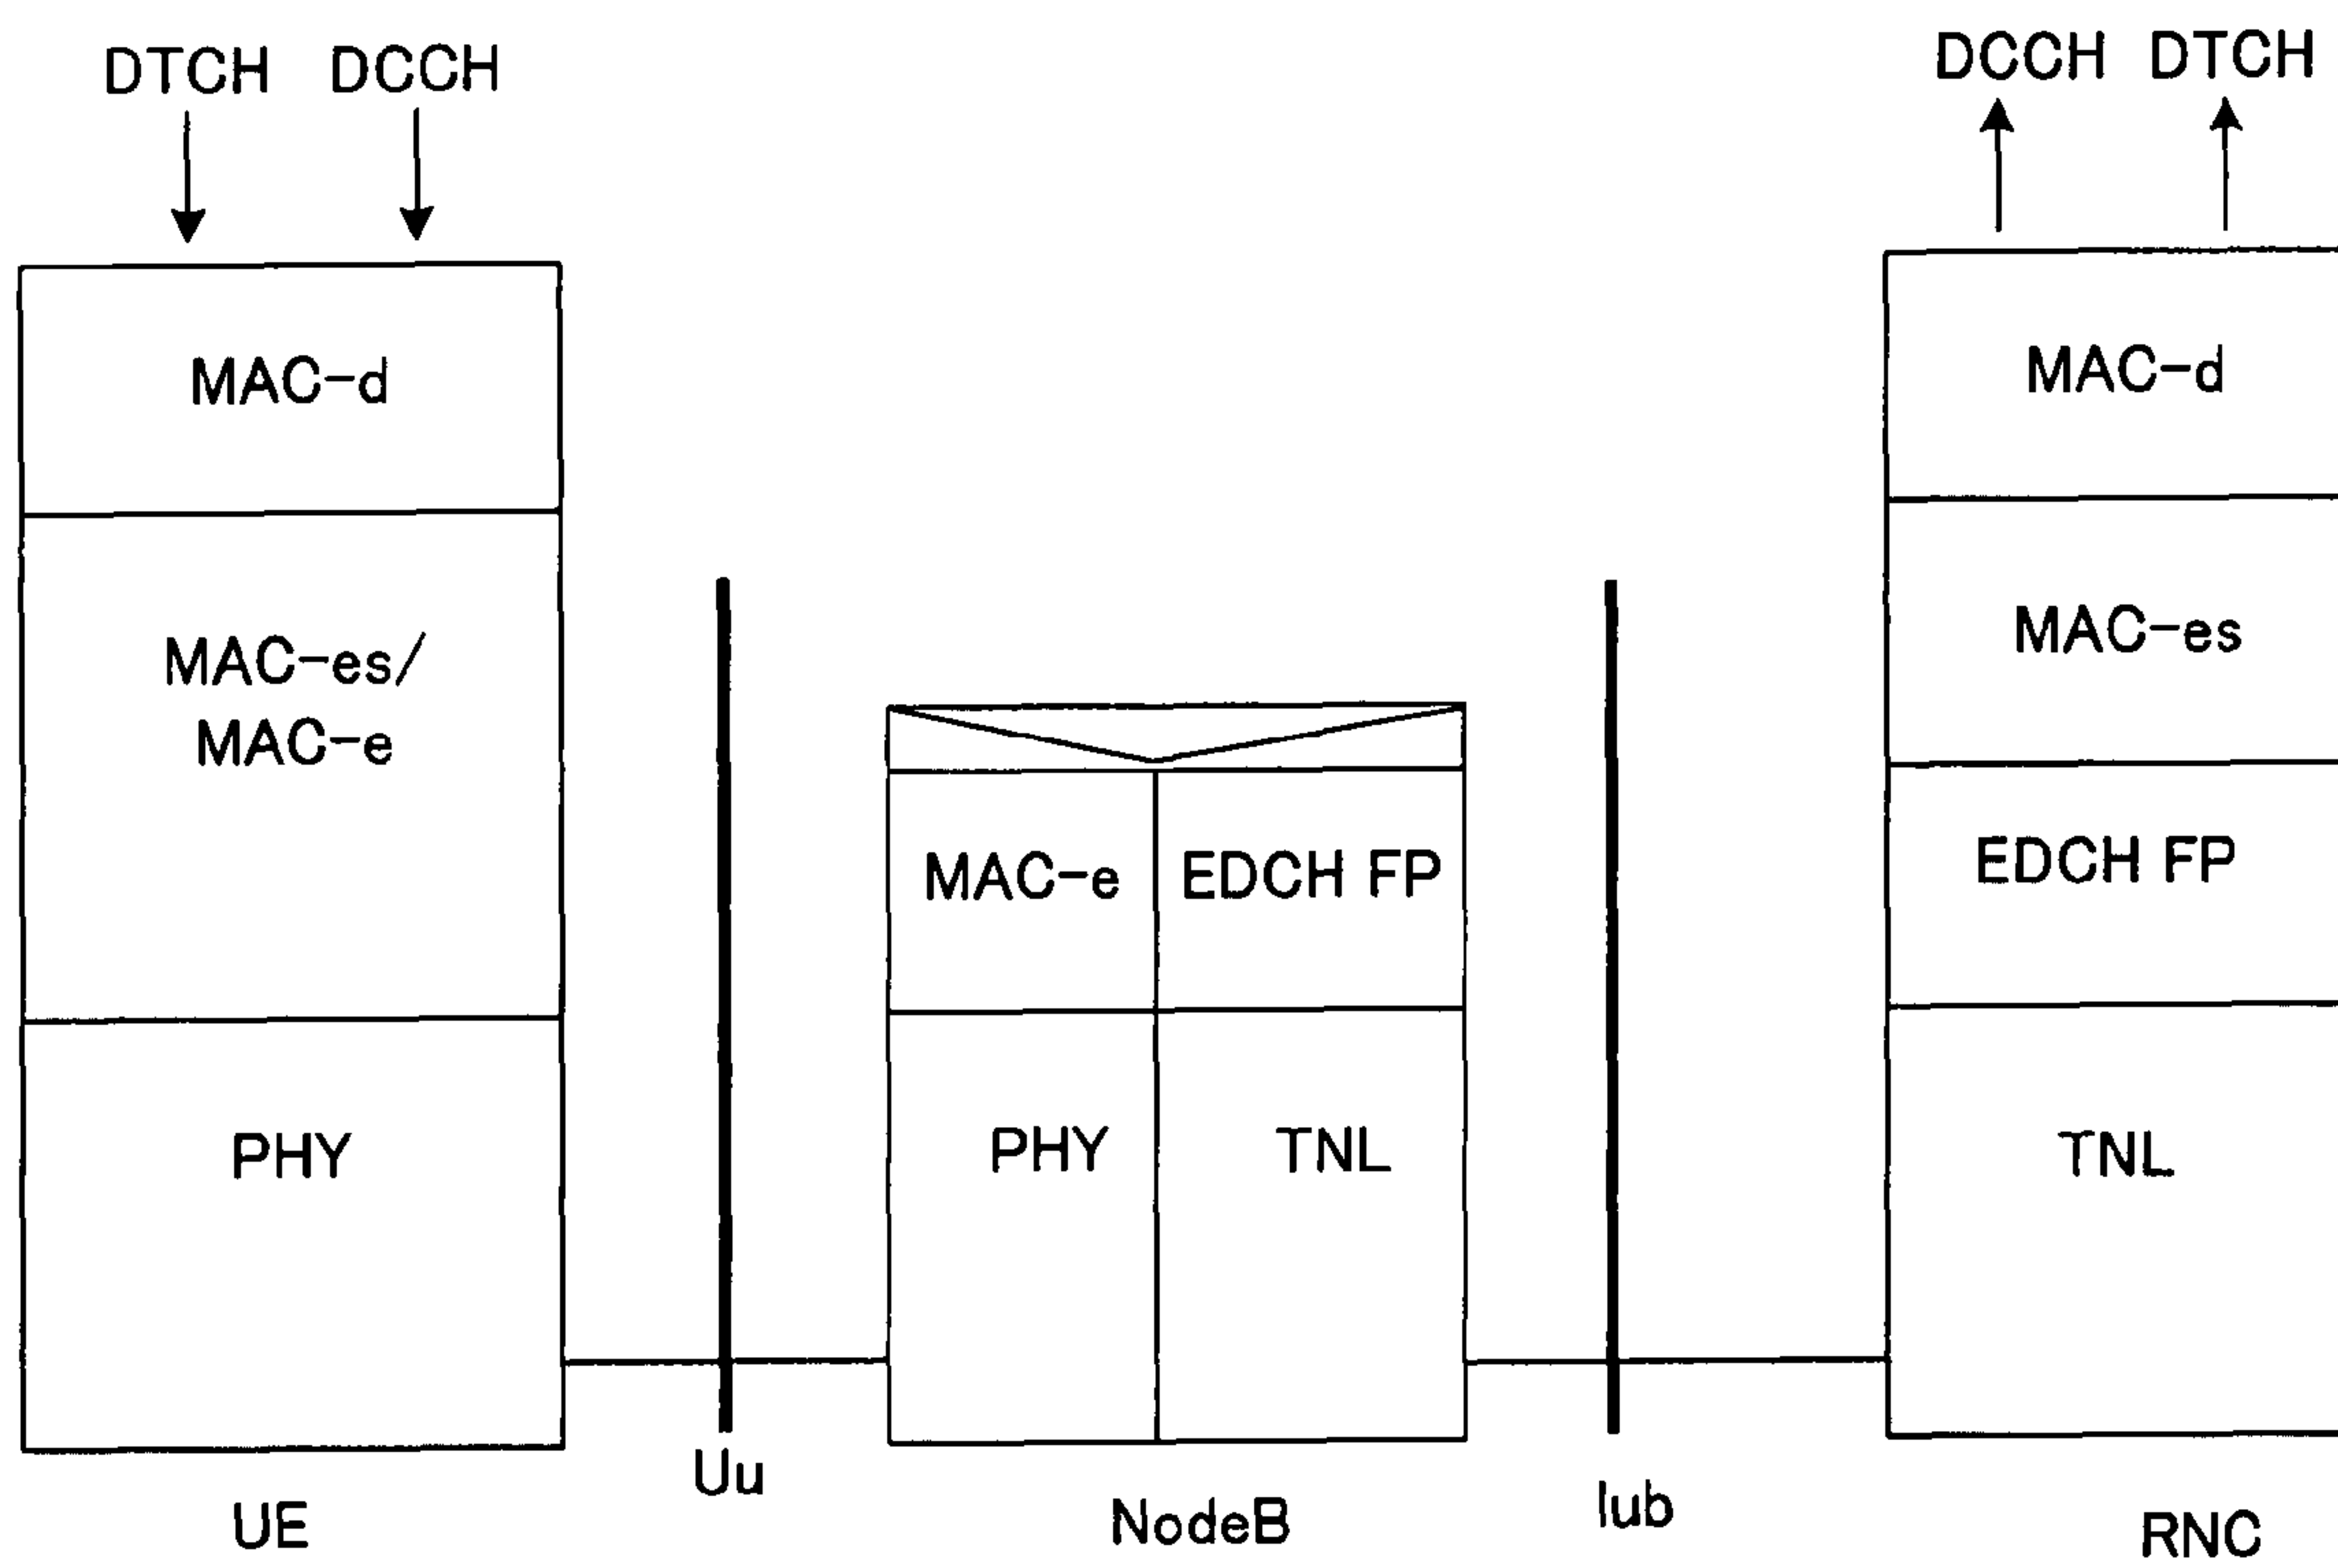 DTCH DCCH
MAC-d
MAC-es/
MAC-e
PHY
UE
Uu
MAC-e EDCH FP
PHY TNL
NodeB
Iub
DCCH DTCH
MAC-d
MAC-es
EDCH FP
TNL
RNC